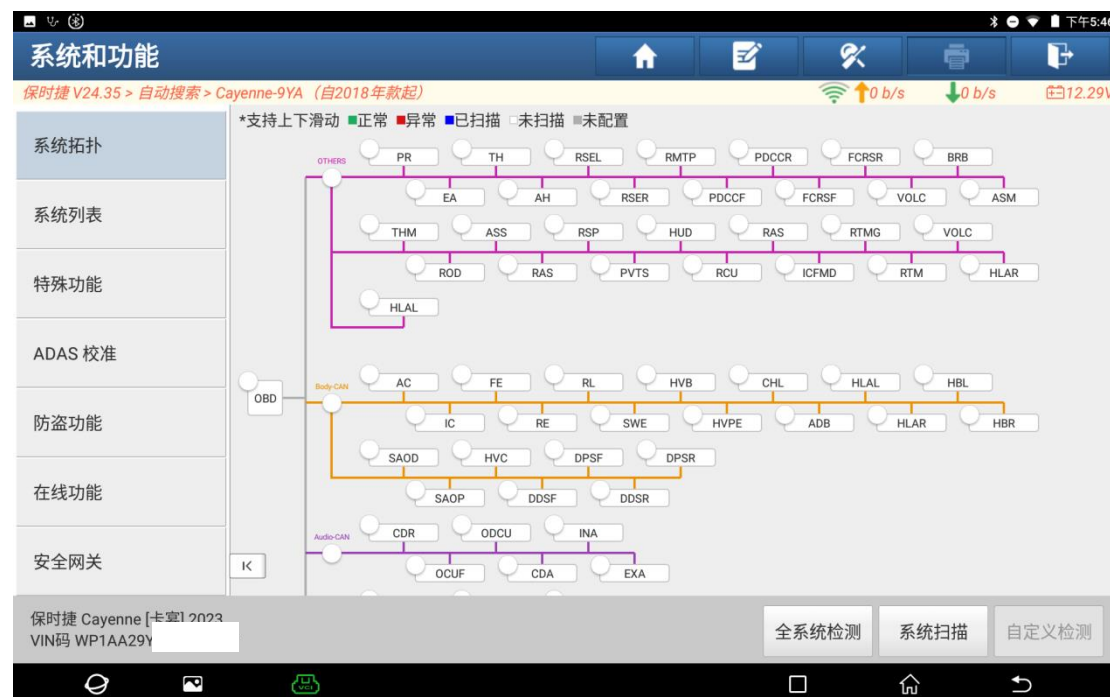 下午5:46
系统和功能
保时捷 V24.35 > 自动搜索 > Cayenne-9YA（自2018年款起）
0 b/s
0 b/s
12.29V
系统拓扑
系统列表
特殊功能
ADAS 校准
防盗功能
在线功能
安全网关
*支持上下滑动 正常 异常 已扫描 未扫描 未配置
OTHERS
PR TH RSEL RMTP PDCCR FCRSR BRB
EA AH RSER PDCCF FCRSF VOLC ASM
THM ASS RSP HUD RAS RTMG VOLC
ROD RAS PVTS RCU ICFMD RTM HLAR
HLAL
OBD
Body-CAN
AC FE RL HVB CHL HLAL HBL
IC RE SWE HVPE ADB HLAR HBR
SAOD HVC DPSF DPSR
SAOP DDSF DDSR
Audio-CAN
CDR ODCU INA
OCUF CDA EXA
保时捷 Cayenne [卡宴] 2023
VIN码 WP1AA29Y
全系统检测
系统扫描
自定义检测
VCI